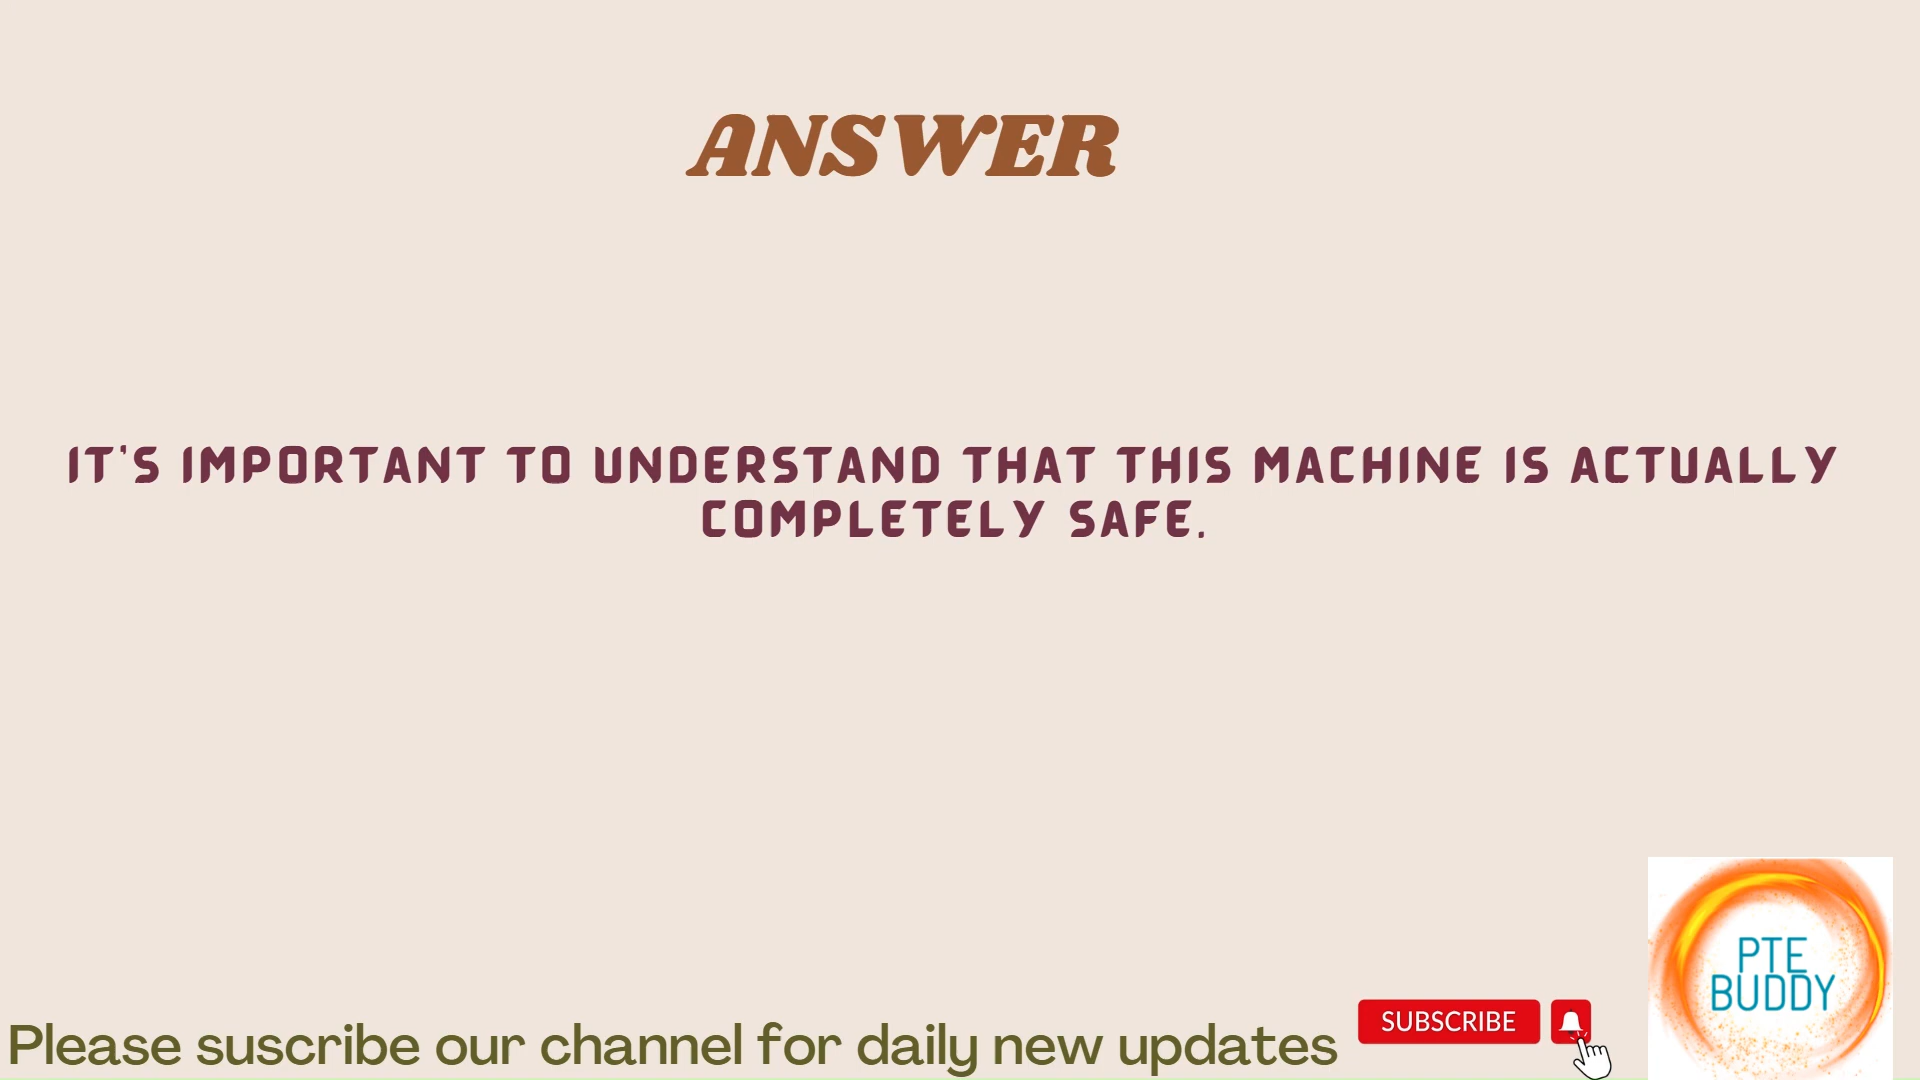 ANSWER
IT'S IMPORTANT TO UNDERSTAND THAT THIS MACHINE IS ACTUALLY
COMPLETELY SAFE.
PTE
BUDDY
SUBSCRIBE
Please suscribe our channel for daily new updates